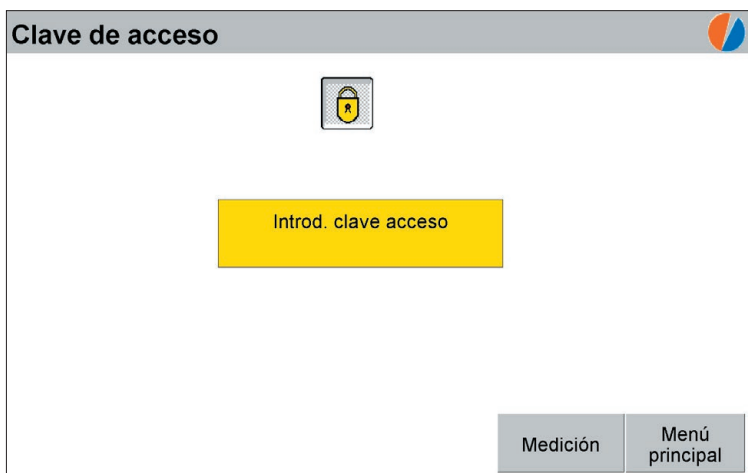 Clave de acceso
Introd. clave acceso
Medición
Menú
principal